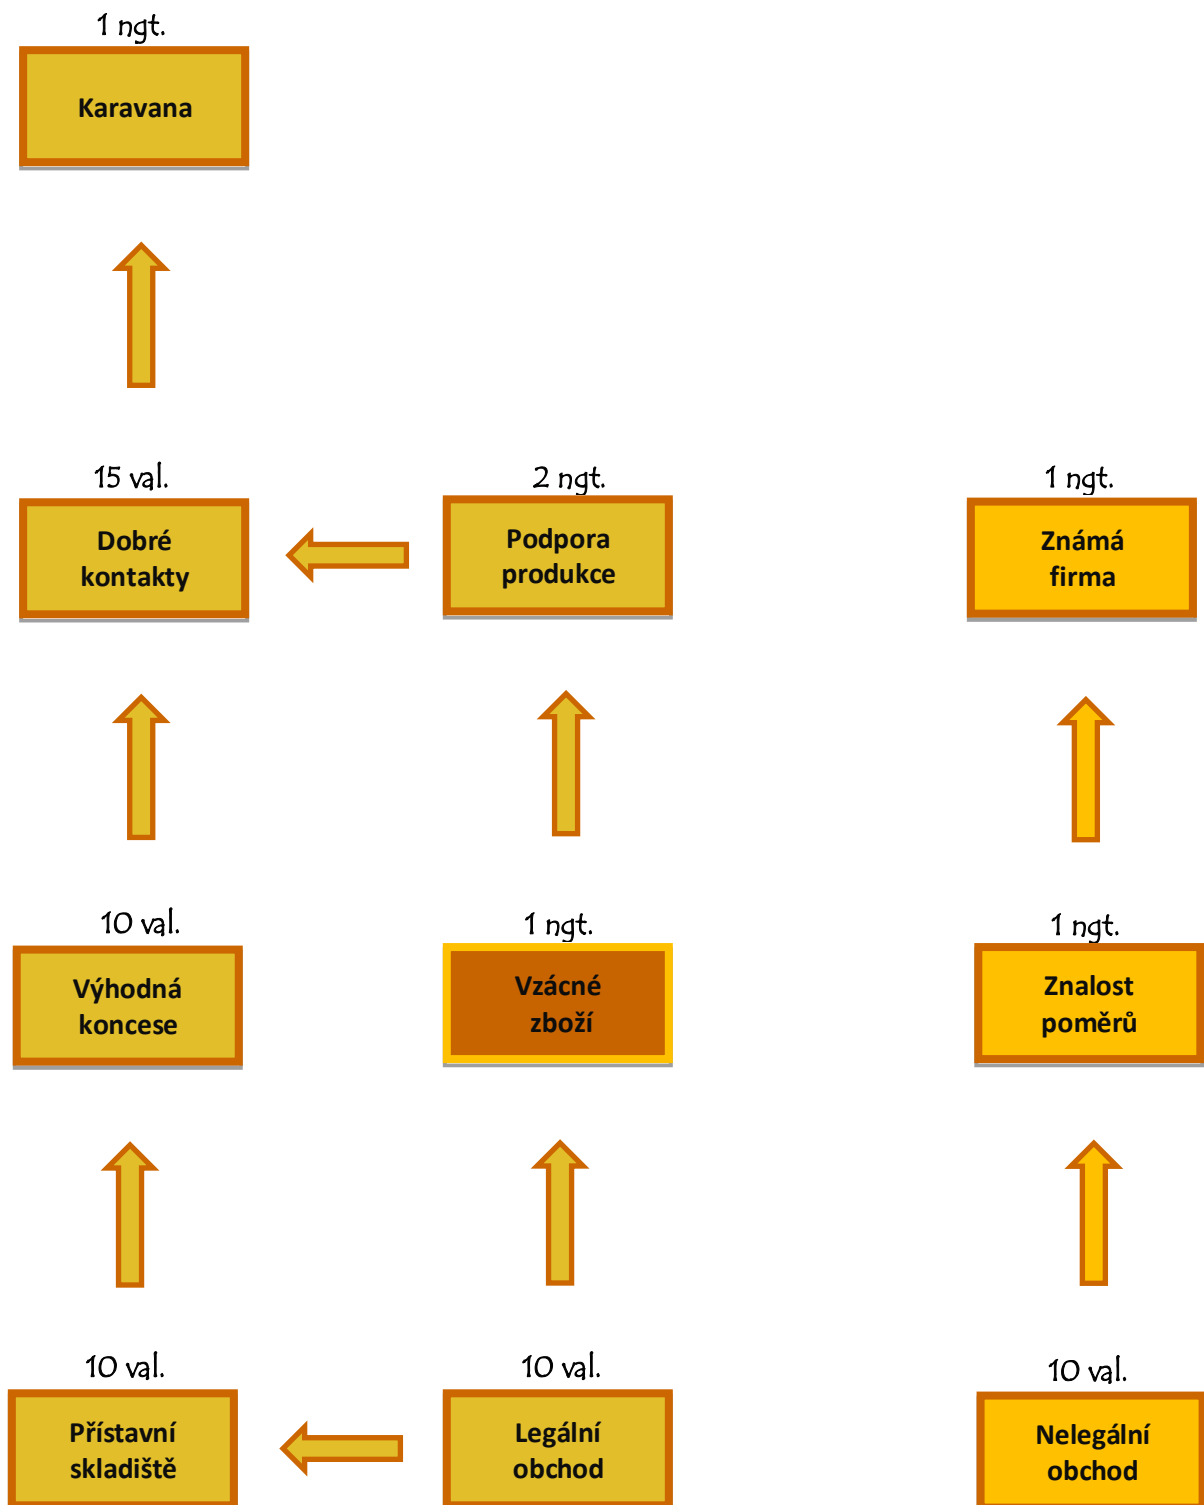 1 ngt.
Karavana
15 val.
Dobré
kontakty
2 ngt.
Podpora
produkce
1 ngt.
Známá
firma
10 val.
Výhodná
koncese
1 ngt.
Vzácné
zboží
1 ngt.
Znalost
poměrů
10 val.
Přístavní
skladiště
10 val.
Legální
obchod
10 val.
Nelegální
obchod